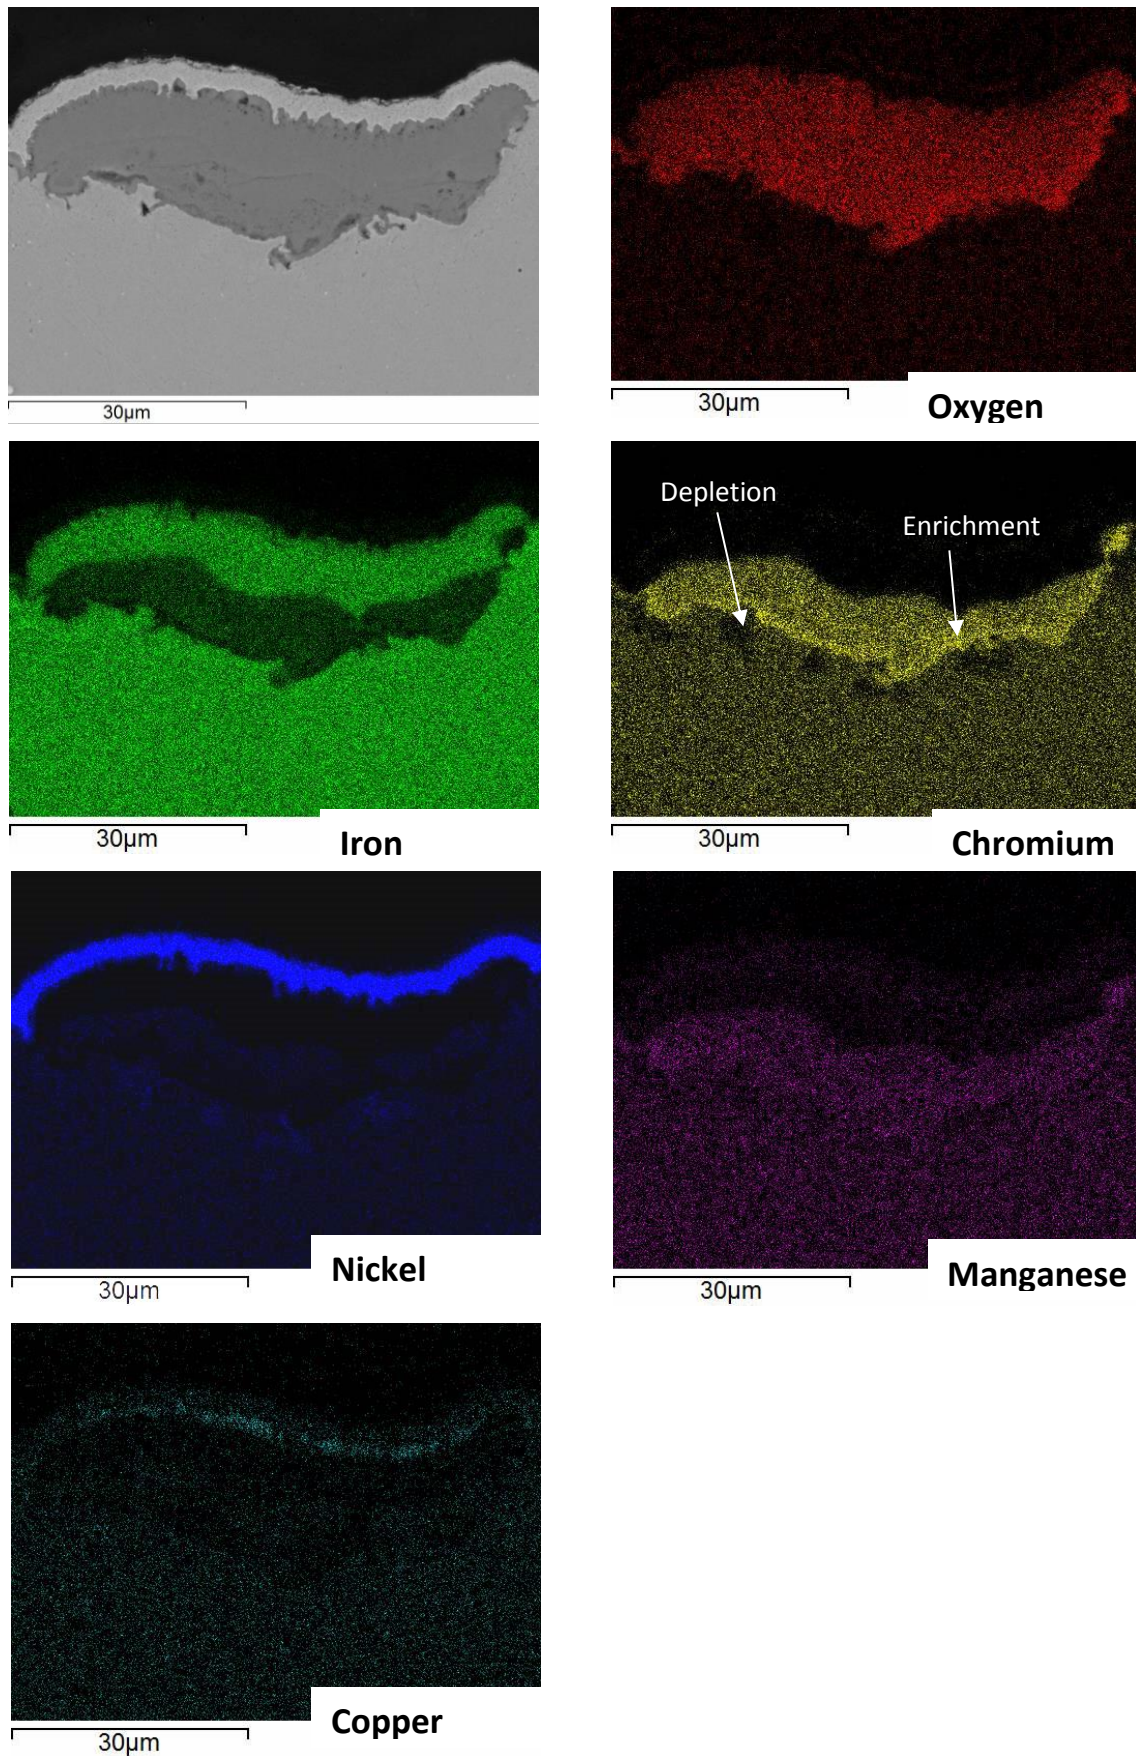 30µm
30µm
Oxygen
Depletion
Enrichment
30µm
Iron
30µm
Chromium
30µm
Nickel
30µm
Manganese
30µm
Copper